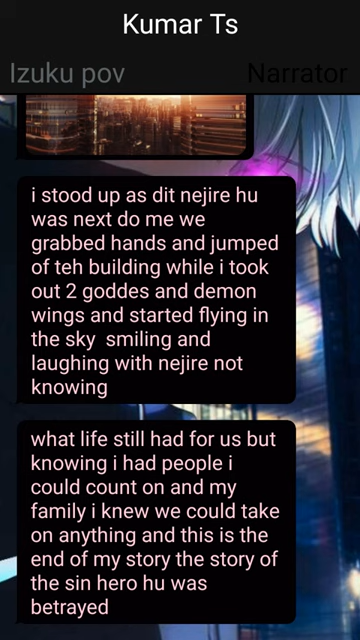 Kumar Ts
Izuku pov
Narrator
i stood up as dit nejire hu
was next do me we
grabbed hands and jumped
of teh building while i took
out 2 goddes and demon
wings and started flying in
the sky  smiling and
laughing with nejire not
knowing
what life still had for us but
knowing i had people i
could count on and my
family i knew we could take
on anything and this is the
end of my story the story of
the sin hero hu was
betrayed